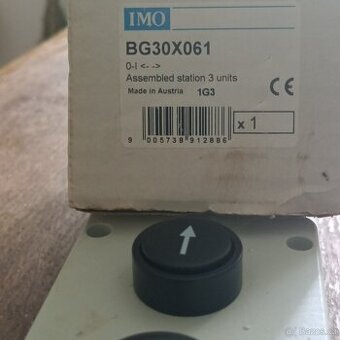 IMO
BG30X061
0-I <- ->
Assembled station 3 units
Made in Austria 1G3
CE
x 1
9 005738 912886